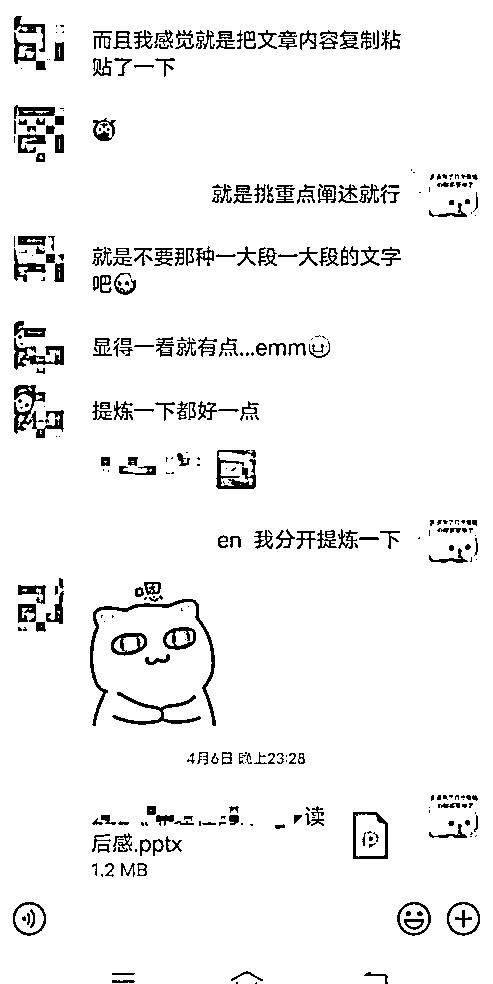 而且我感觉就是把文章内容复制粘
贴了一下
就是挑重点阐述就行
就是不要那种一大段一大段的文字
吧
显得一看就有点...emm
提炼一下都好一点
en 我分开提炼一下
嗯
4月6日 晚上23:28
读
后感.pptx
1.2 MB